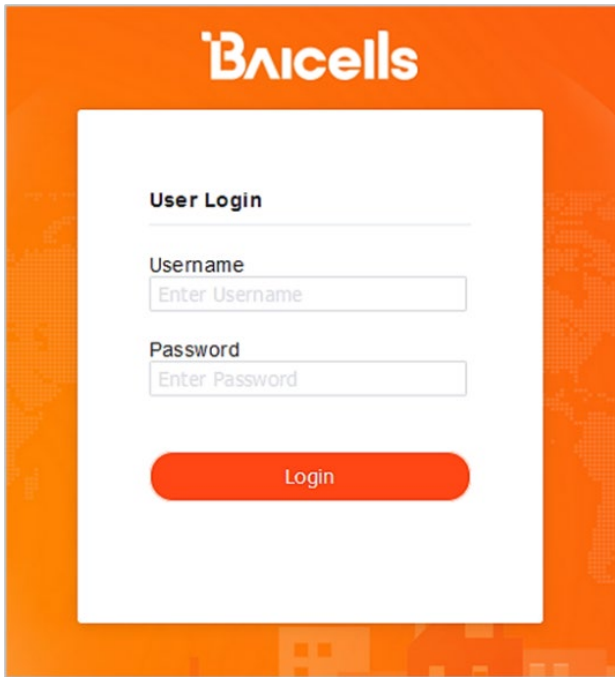 Baicells
User Login
Username
Enter Username
Password
Enter Password
Login